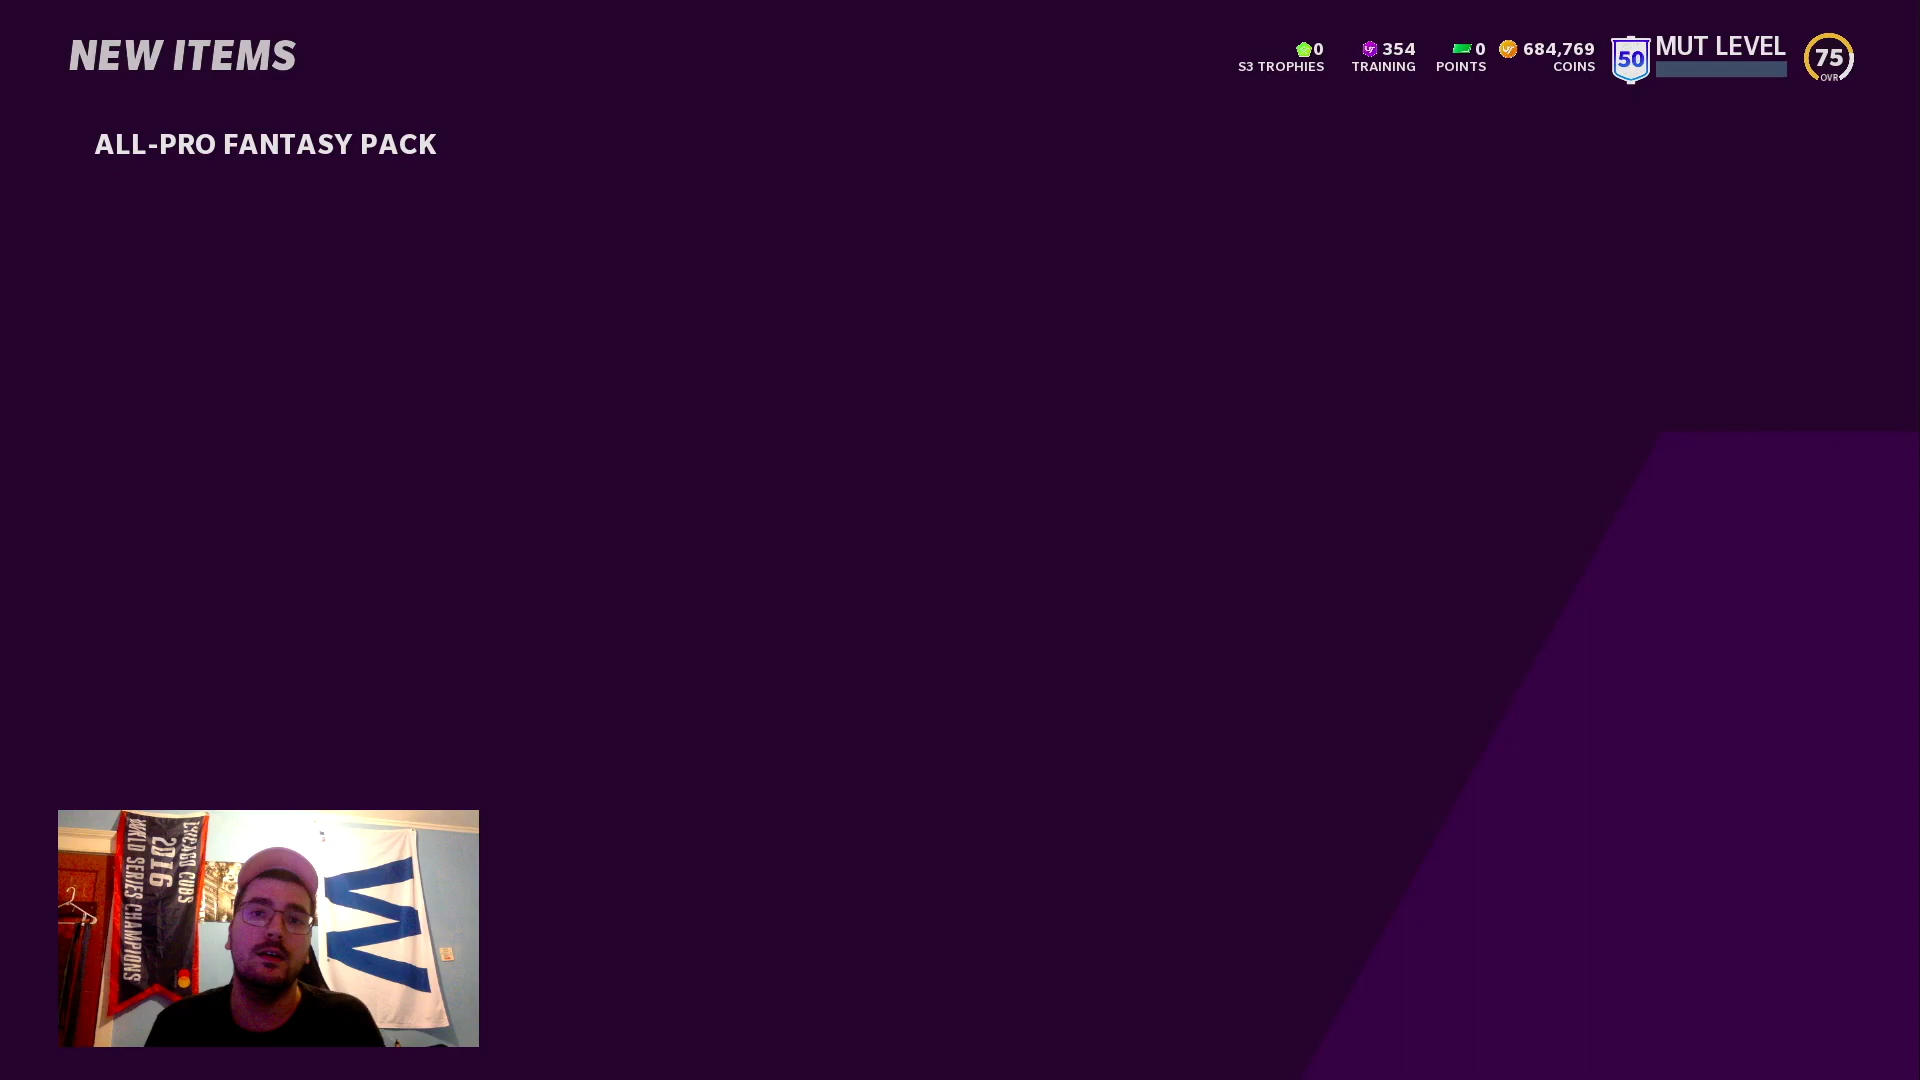 NEW ITEMS
0
S3 TROPHIES
354
TRAINING
0
POINTS
684,769
COINS
50
MUT LEVEL
75
OVR
ALL-PRO FANTASY PACK
CHICAGO CUBS
2016
WORLD SERIES CHAMPIONS
W